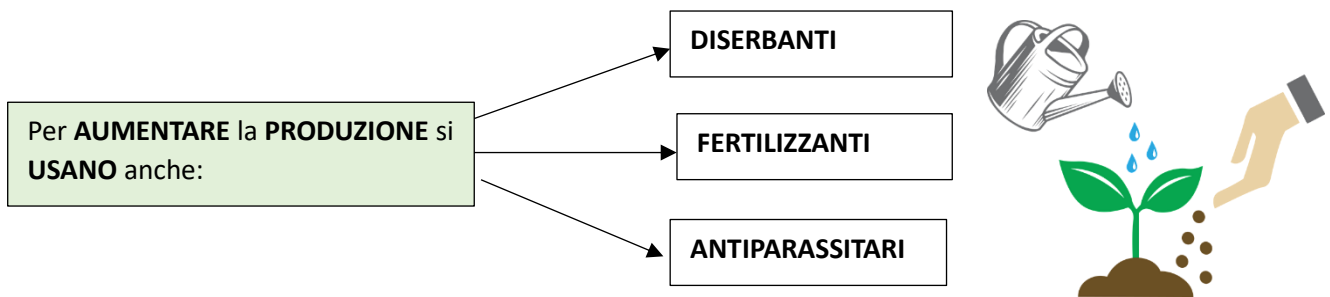 Per AUMENTARE la PRODUZIONE si
USANO anche:
DISERBANTI
FERTILIZZANTI
ANTIPARASSITARI